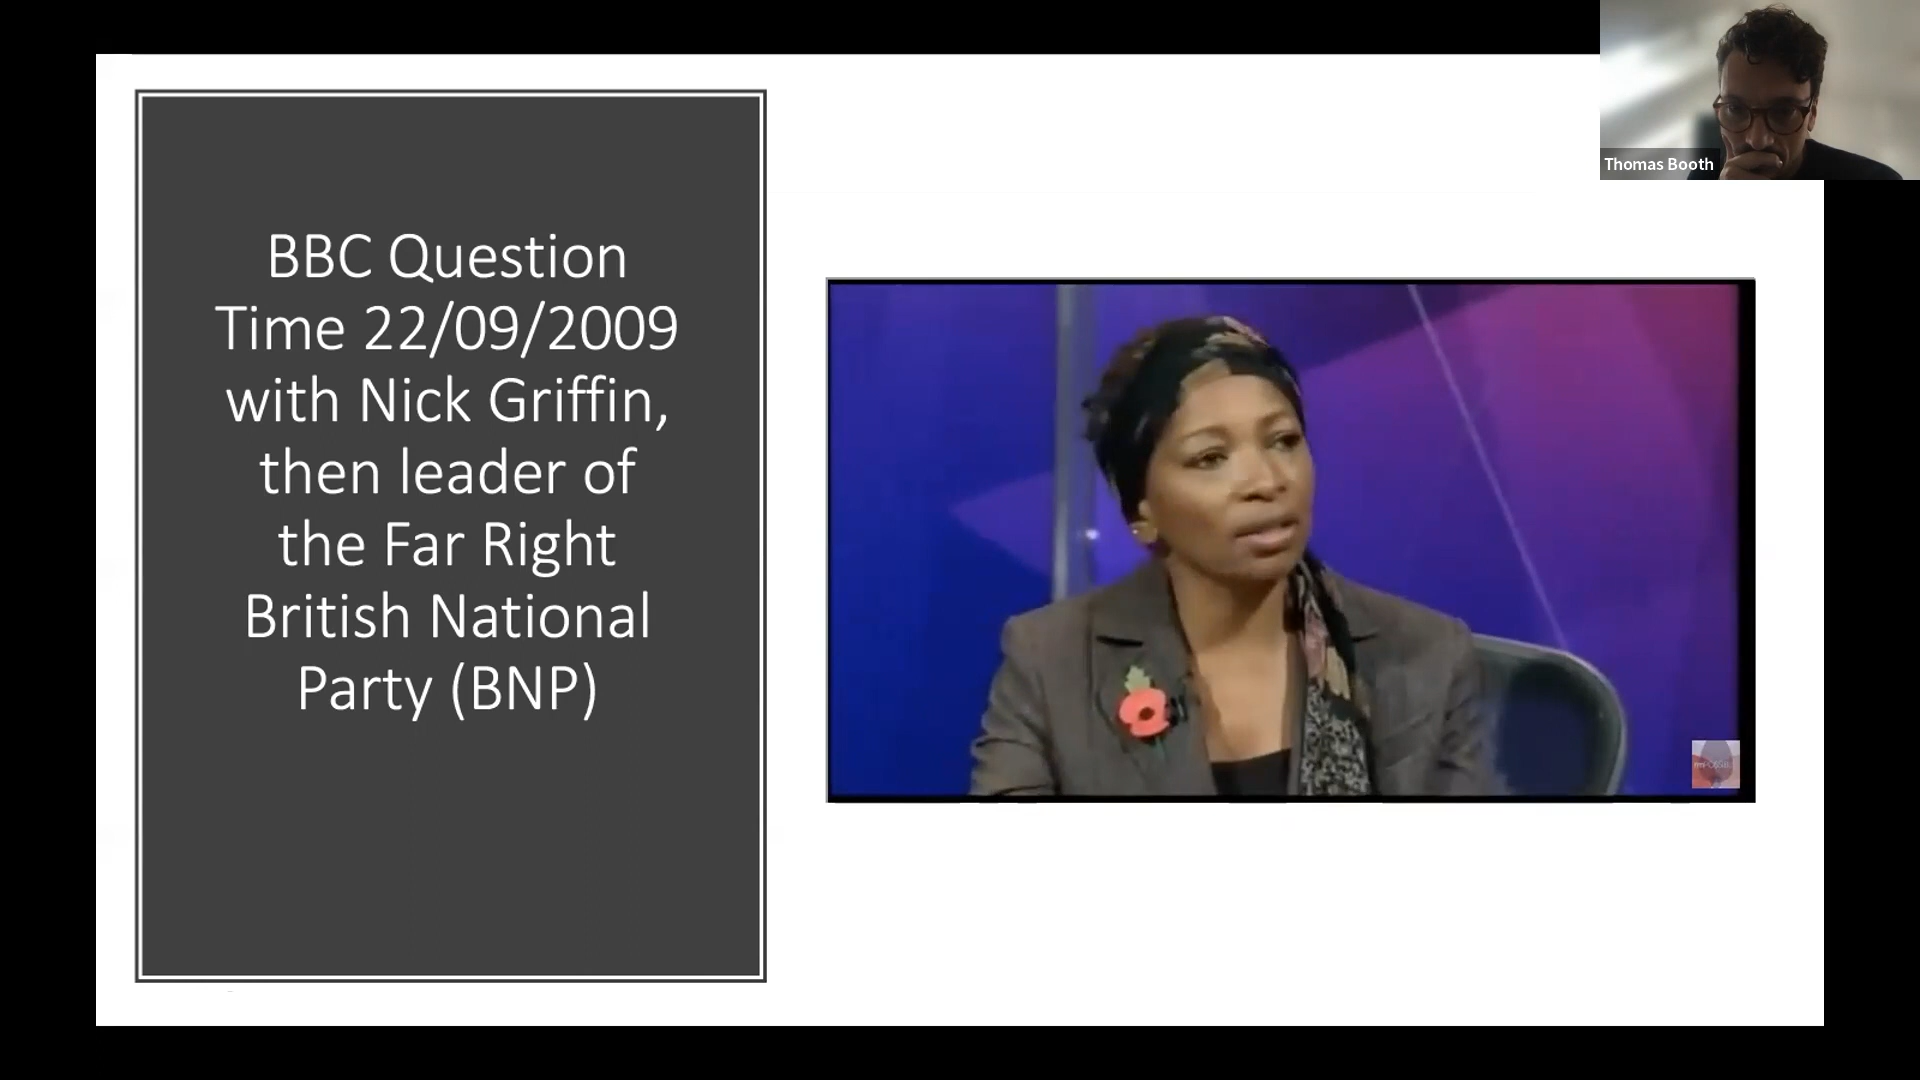 BBC Question
Time 22/09/2009
with Nick Griffin,
then leader of
the Far Right
British National
Party (BNP)
Thomas Booth